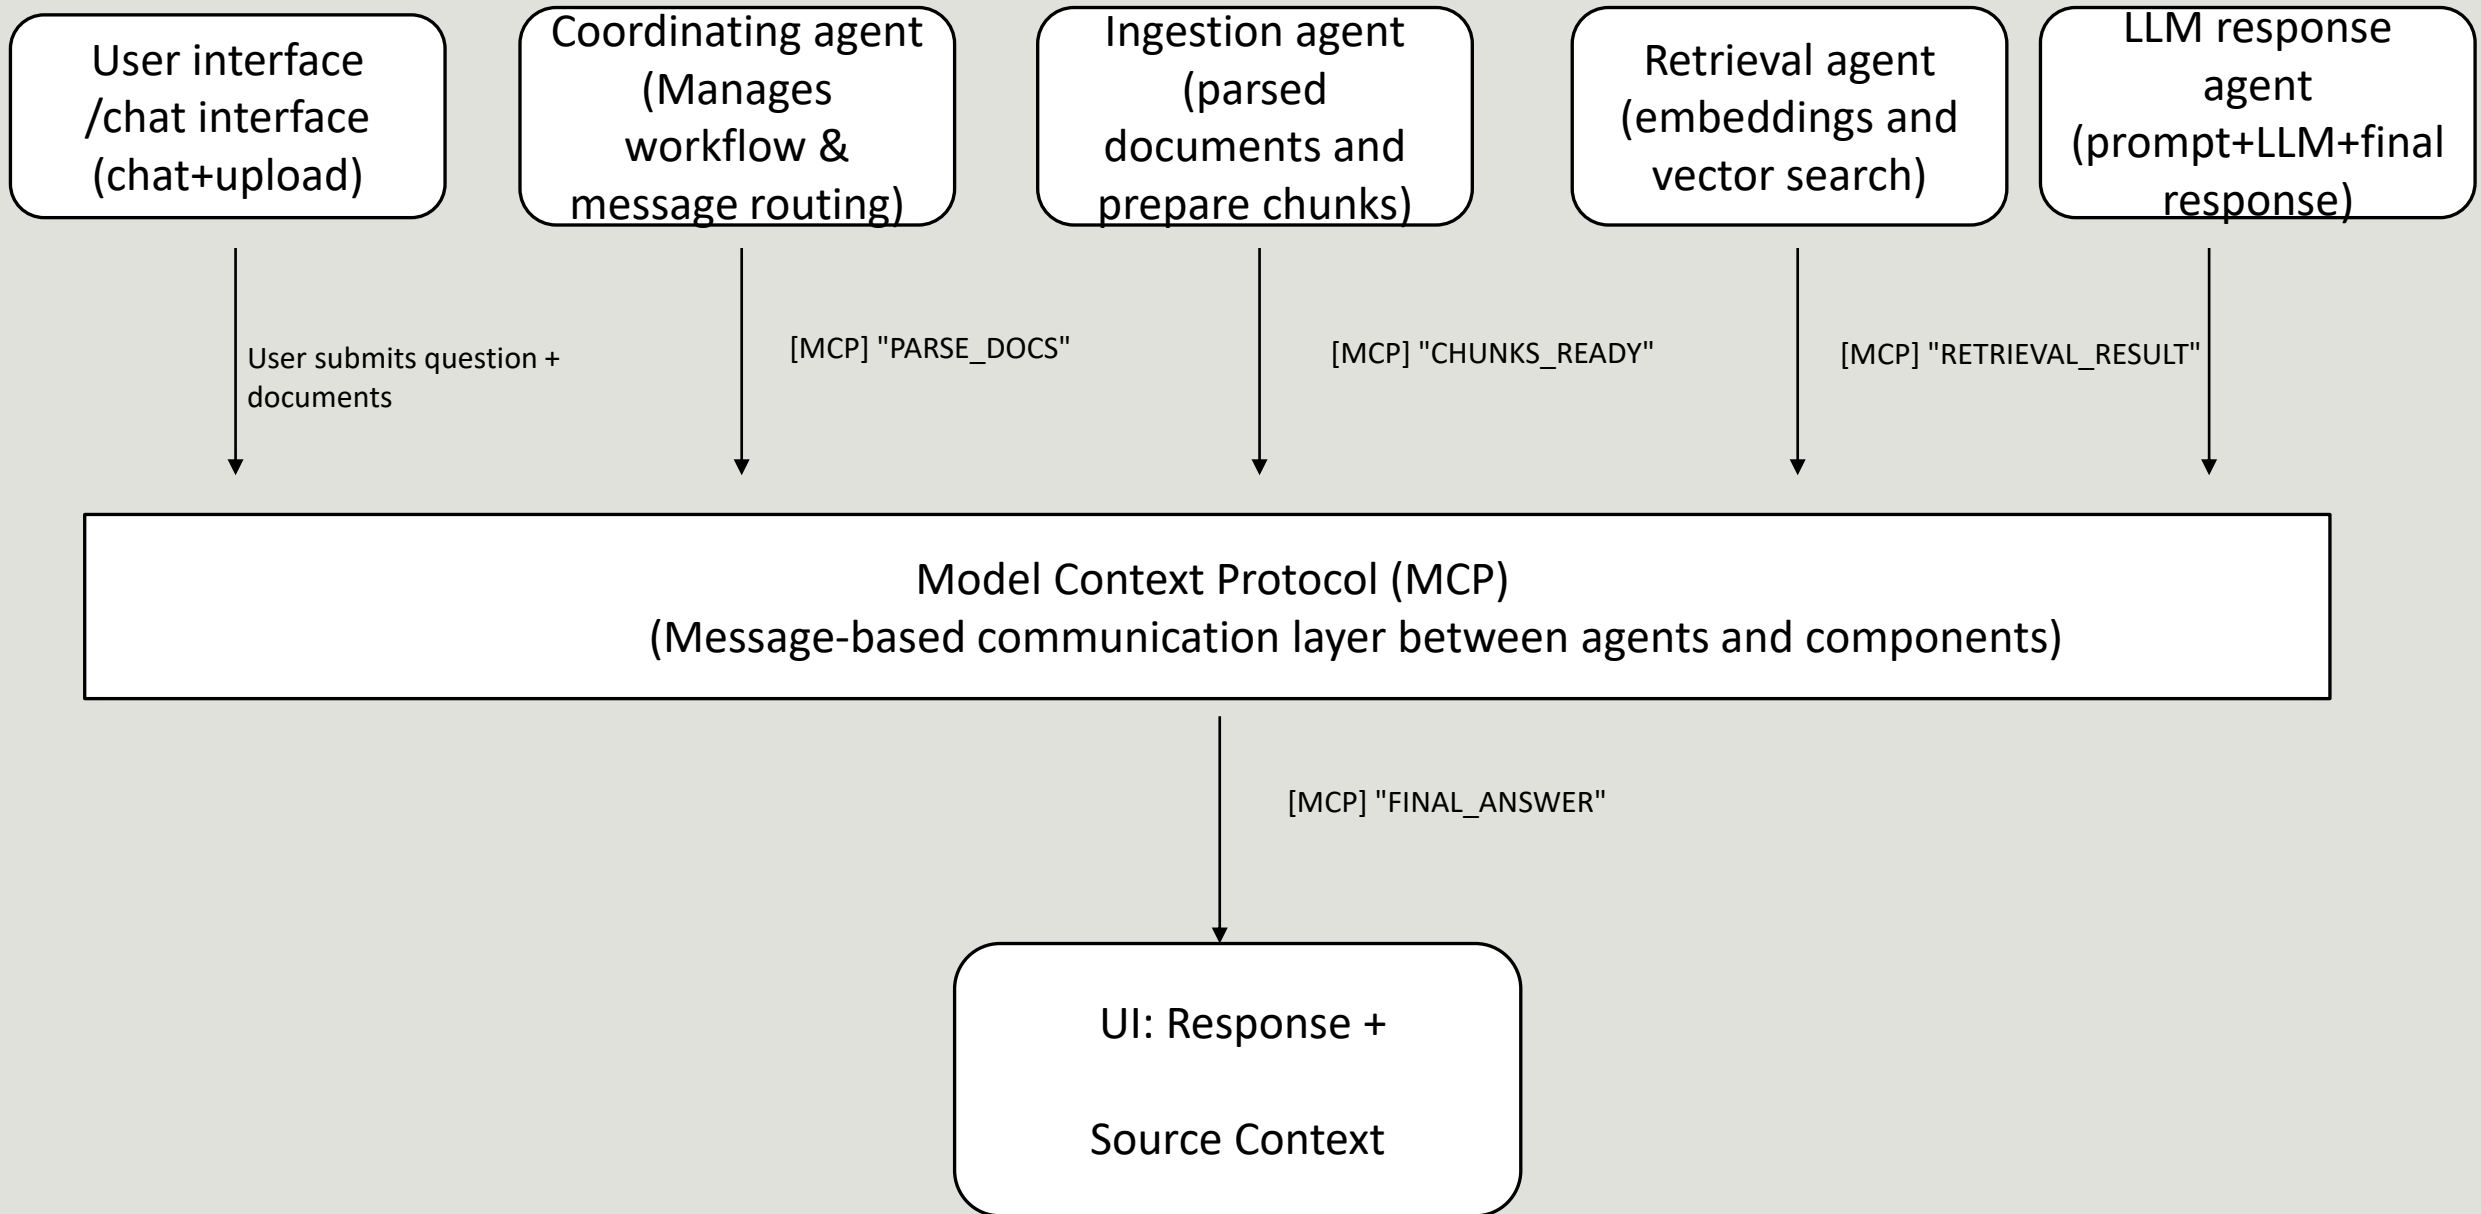 User interface
/chat interface
(chat+upload)
Coordinating agent
(Manages
workflow &
message routing)
Ingestion agent
(parsed
documents and
prepare chunks)
Retrieval agent
(embeddings and
vector search)
LLM response
agent
(prompt+LLM+final
response)
User submits question +
documents
[MCP] "PARSE_DOCS"
[MCP] "CHUNKS_READY"
[MCP] "RETRIEVAL_RESULT"
Model Context Protocol (MCP)
(Message-based communication layer between agents and components)
[MCP] "FINAL_ANSWER"
UI: Response +
Source Context